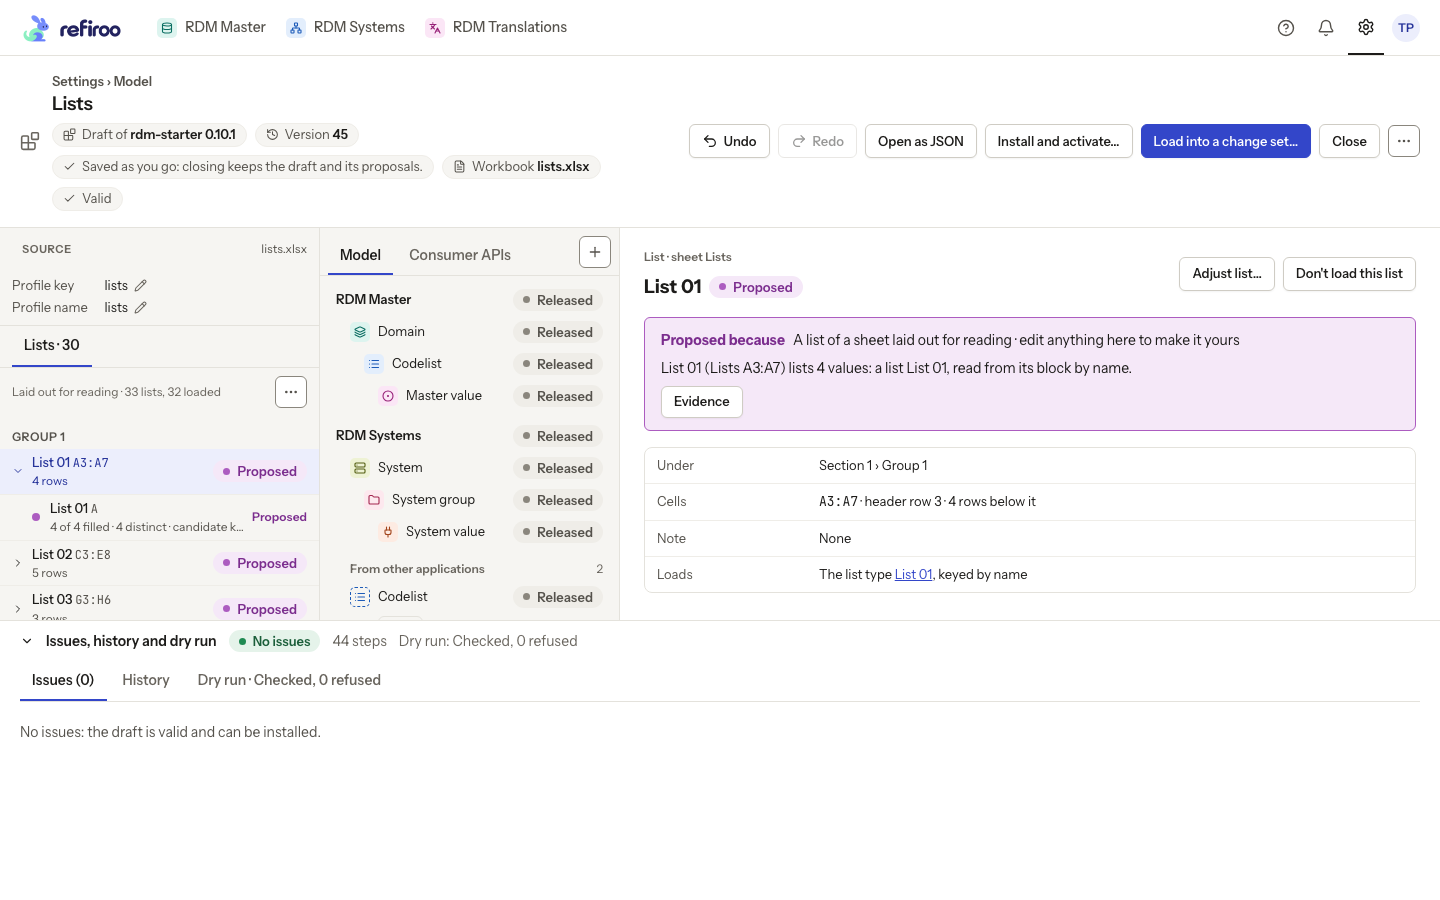 refiroo
RDM Master
RDM Systems
RDM Translations
TP
Settings › Model
Lists
Draft of rdm-starter 0.10.1
Version 45
Saved as you go: closing keeps the draft and its proposals.
Workbook lists.xlsx
Valid
Undo
Redo
Open as JSON
Install and activate...
Load into a change set...
Close
SOURCE
lists.xlsx
Profile key lists
Profile name lists
Lists · 30
Laid out for reading · 33 lists, 32 loaded
GROUP 1
List 01 A3:A7
4 rows
Proposed
List 01 A
4 of 4 filled · 4 distinct · candidate k...
Proposed
List 02 C3:E8
5 rows
Proposed
List 03 G3:H6
3 rows
Proposed
Model
Consumer APIs
RDM Master Released
Domain Released
Codelist Released
Master value Released
RDM Systems Released
System Released
System group Released
System value Released
From other applications 2
Codelist Released
List · sheet Lists
List 01 Proposed
Adjust list...
Don't load this list
Proposed because A list of a sheet laid out for reading · edit anything here to make it yours
List 01 (Lists A3:A7) lists 4 values: a list List 01, read from its block by name.
Evidence
Under Section 1 › Group 1
Cells A3:A7 · header row 3 · 4 rows below it
Note None
Loads The list type List 01, keyed by name
Issues, history and dry run No issues 44 steps Dry run: Checked, 0 refused
Issues (0) History Dry run · Checked, 0 refused
No issues: the draft is valid and can be installed.